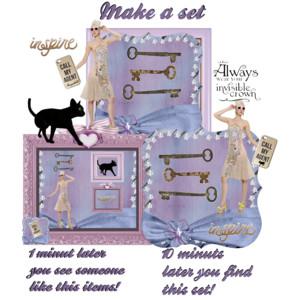 Make a set
inspire
CALL MY AGENT
Always
wear your
invisible
crown
CALL MY AGENT
inspire
1 minut later
you see someone
like this items!
10 minuts
later you find
this set!